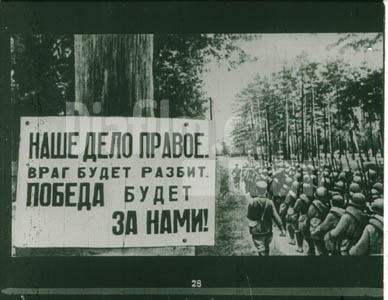 НАШЕ ДЕЛО ПРАВОЕ.
ВРАГ БУДЕТ РАЗБИТ.
ПОБЕДА БУДЕТ
ЗА НАМИ!
28